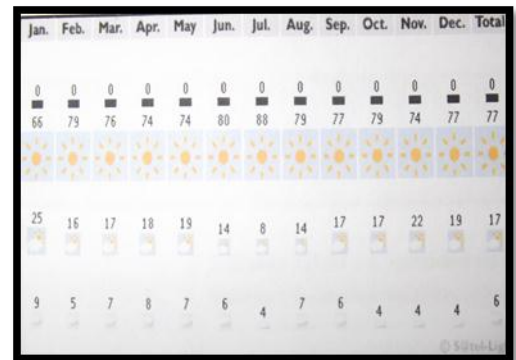 Jan. Feb. Mar. Apr. May Jun. Jul. Aug. Sep. Oct. Nov. Dec. Total
0 0 0 0 0 0 0 0 0 0 0 0 0
66 79 76 74 74 80 88 79 77 79 74 77 77
25 16 17 18 19 14 8 14 17 17 22 19 17
9 5 7 8 7 6 4 7 6 4 4 4 6